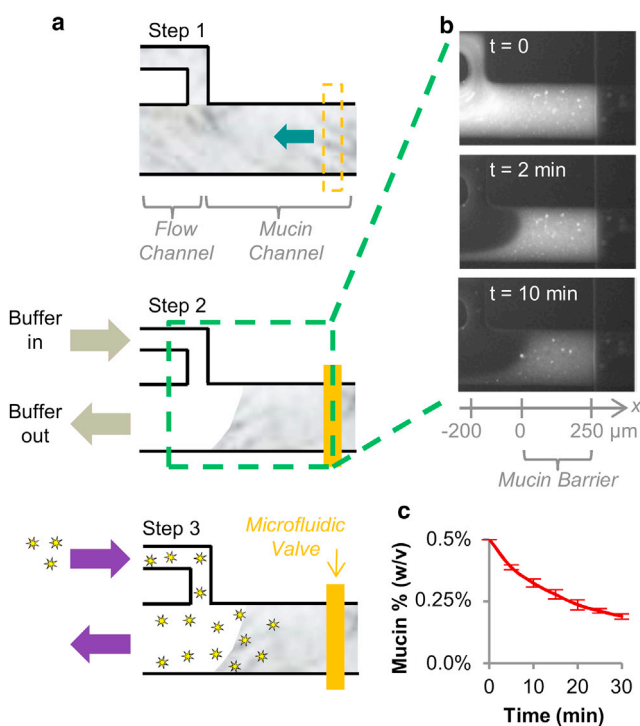 a
Step 1
Flow
Channel
Mucin
Channel
Step 2
Buffer
in
Buffer
out
Step 3
Microfluidic
Valve
b
t = 0
t = 2 min
t = 10 min
x
-200
0
250 μm
Mucin Barrier
c
Mucin % (w/v)
0.5%
0.25%
0.0%
0
10
20
30
Time (min)